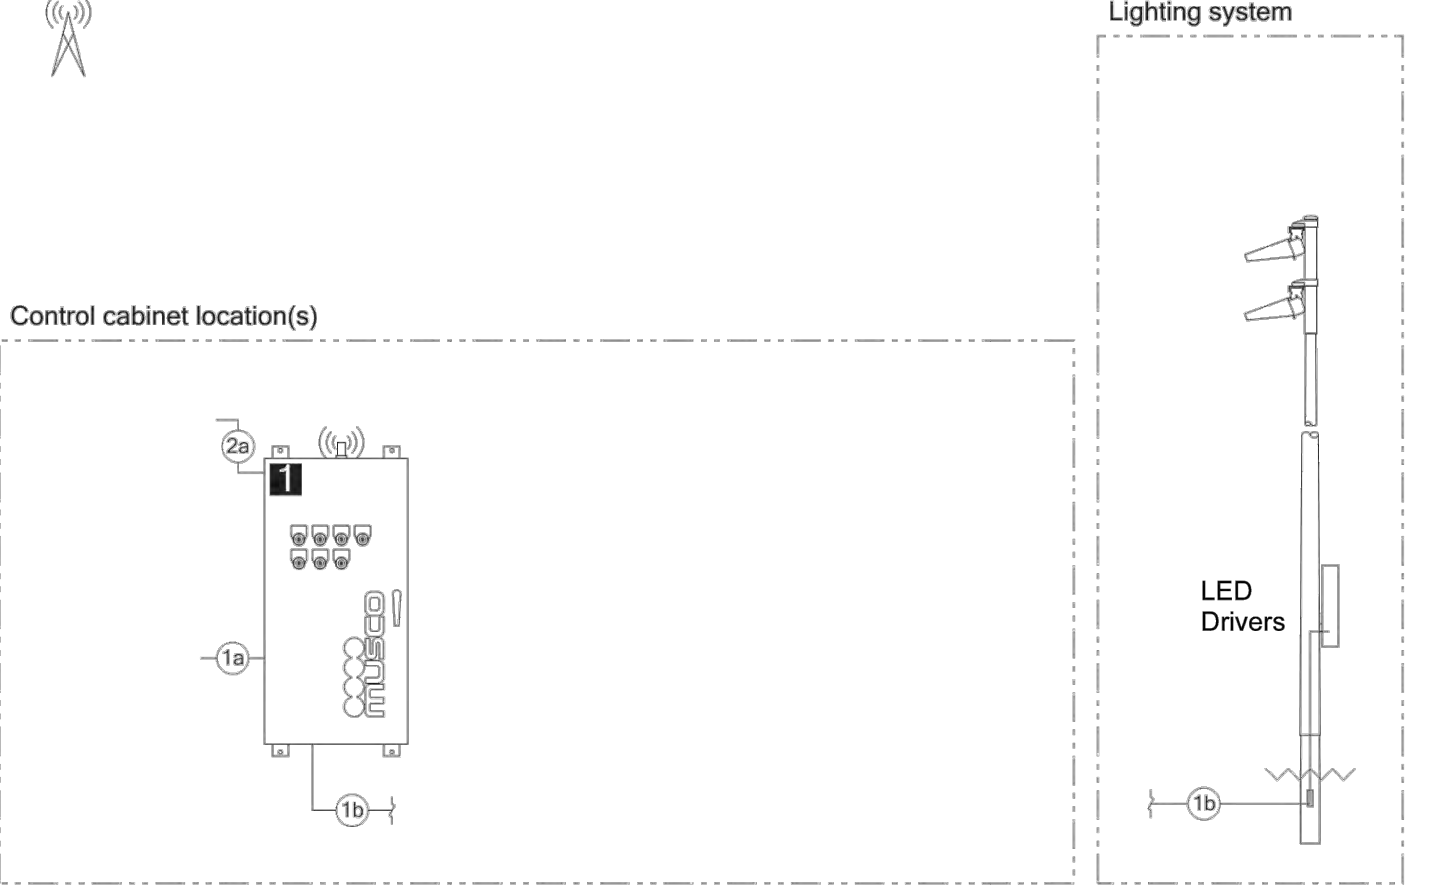 Lighting system
Control cabinet location(s)
2a
1
LED
Drivers
1a
musco
1b
1b